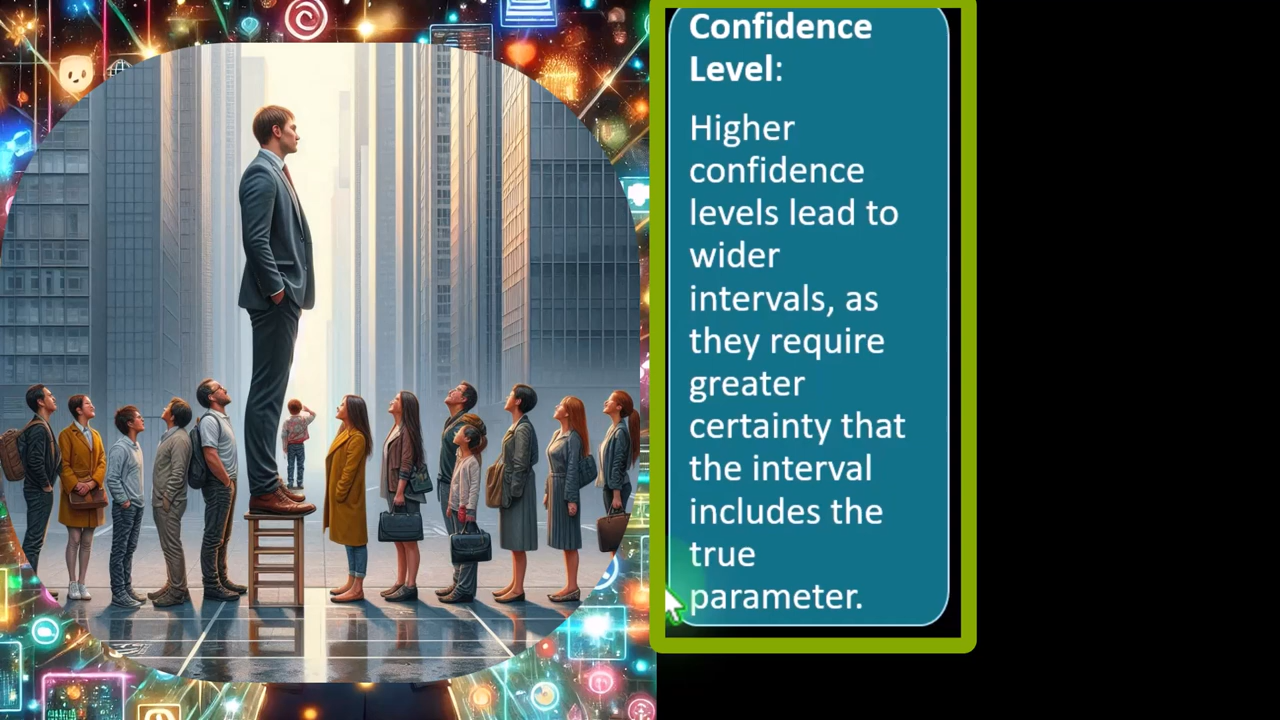 Confidence
Level:
Higher
confidence
levels lead to
wider
intervals, as
they require
greater
certainty that
the interval
includes the
true
parameter.